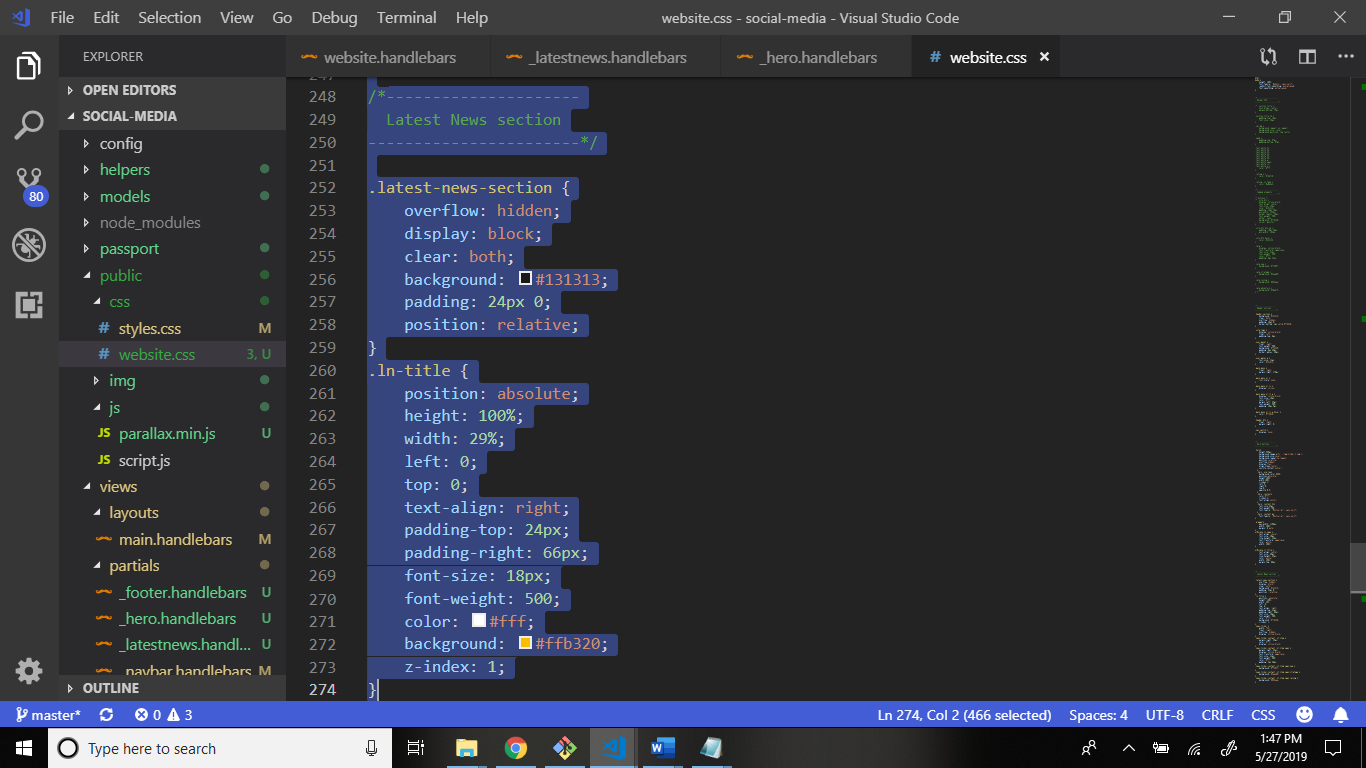 File Edit Selection View Go Debug Terminal Help
website.css - social-media - Visual Studio Code
EXPLORER
website.handlebars
_latestnews.handlebars
_hero.handlebars
# website.css ×
OPEN EDITORS
SOCIAL-MEDIA
config
helpers
models
node_modules
passport
public
css
# styles.css M
# website.css 3, U
img
js
JS parallax.min.js U
JS script.js
views
layouts
main.handlebars M
partials
_footer.handlebars U
_hero.handlebars U
_latestnews.handl... U
_navbar.handlebars M
OUTLINE
80
247
248 /*---------------------
249 Latest News section
250 -----------------------*/
251
252 .latest-news-section {
253 overflow: hidden;
254 display: block;
255 clear: both;
256 background: #131313;
257 padding: 24px 0;
258 position: relative;
259 }
260 .ln-title {
261 position: absolute;
262 height: 100%;
263 width: 29%;
264 left: 0;
265 top: 0;
266 text-align: right;
267 padding-top: 24px;
268 padding-right: 66px;
269 font-size: 18px;
270 font-weight: 500;
271 color: #fff;
272 background: #ffb320;
273 z-index: 1;
274 }
master* 0 3
Ln 274, Col 2 (466 selected) Spaces: 4 UTF-8 CRLF CSS
Type here to search
1:47 PM
5/27/2019